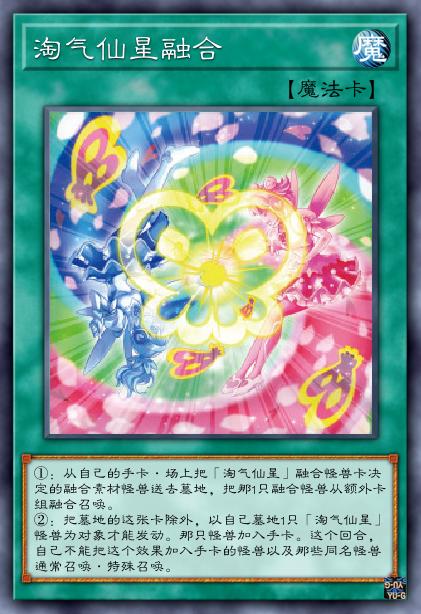 淘气仙星融合
魔
【魔法卡】
①：从自己的手卡·场上把「淘气仙星」融合怪兽卡决
定的融合素材怪兽送去墓地，把那1只融合怪兽从额外卡
组融合召唤。
②：把墓地的这张卡除外，以自己墓地1只「淘气仙星」
怪兽为对象才能发动。那只怪兽加入手卡。这个回合，
自己不能把这个效果加入手卡的怪兽以及那些同名怪兽
通常召唤·特殊召唤。